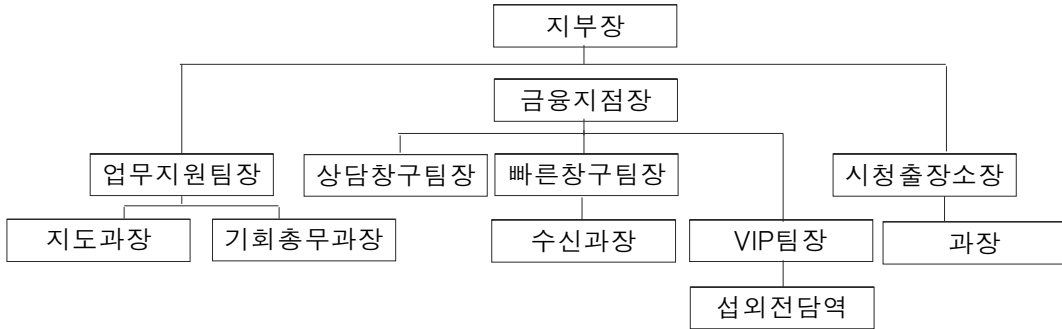 지부장
금융지점장
업무지원팀장
상담창구팀장
빠른창구팀장
시청출장소장
지도과장
기회총무과장
수신과장
VIP팀장
과장
섭외전담역